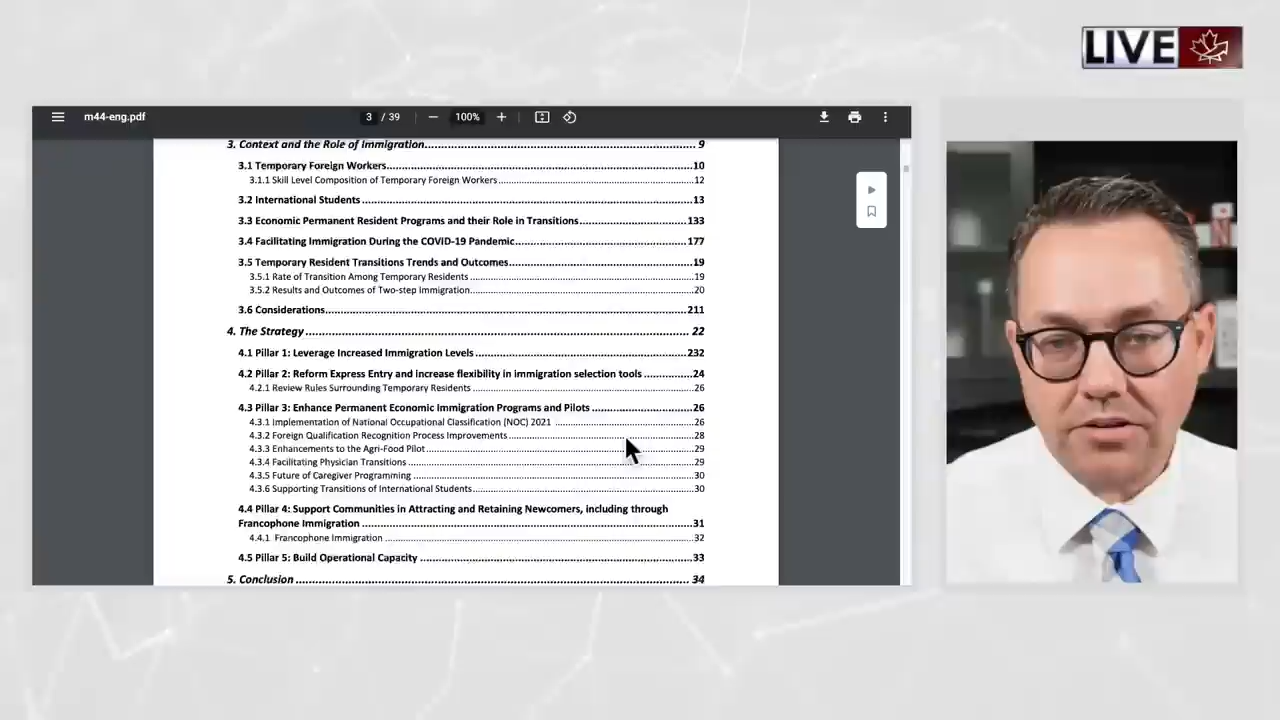 LIVE
m44-eng.pdf
3 / 39
100%
3. Context and the Role of Immigration 9
3.1 Temporary Foreign Workers 10
3.1.1 Skill Level Composition of Temporary Foreign Workers 12
3.2 International Students 13
3.3 Economic Permanent Resident Programs and their Role in Transitions 133
3.4 Facilitating Immigration During the COVID-19 Pandemic 177
3.5 Temporary Resident Transitions Trends and Outcomes 19
3.5.1 Rate of Transition Among Temporary Residents 19
3.5.2 Results and Outcomes of Two-step Immigration 20
3.6 Considerations 211
4. The Strategy 22
4.1 Pillar 1: Leverage Increased Immigration Levels 232
4.2 Pillar 2: Reform Express Entry and increase flexibility in immigration selection tools 24
4.2.1 Review Rules Surrounding Temporary Residents 26
4.3 Pillar 3: Enhance Permanent Economic Immigration Programs and Pilots 26
4.3.1 Implementation of National Occupational Classification (NOC) 2021 26
4.3.2 Foreign Qualification Recognition Process Improvements 28
4.3.3 Enhancements to the Agri-Food Pilot 29
4.3.4 Facilitating Physician Transitions 29
4.3.5 Future of Caregiver Programming 30
4.3.6 Supporting Transitions of International Students 30
4.4 Pillar 4: Support Communities in Attracting and Retaining Newcomers, including through
Francophone Immigration 31
4.4.1 Francophone Immigration 32
4.5 Pillar 5: Build Operational Capacity 33
5. Conclusion 34